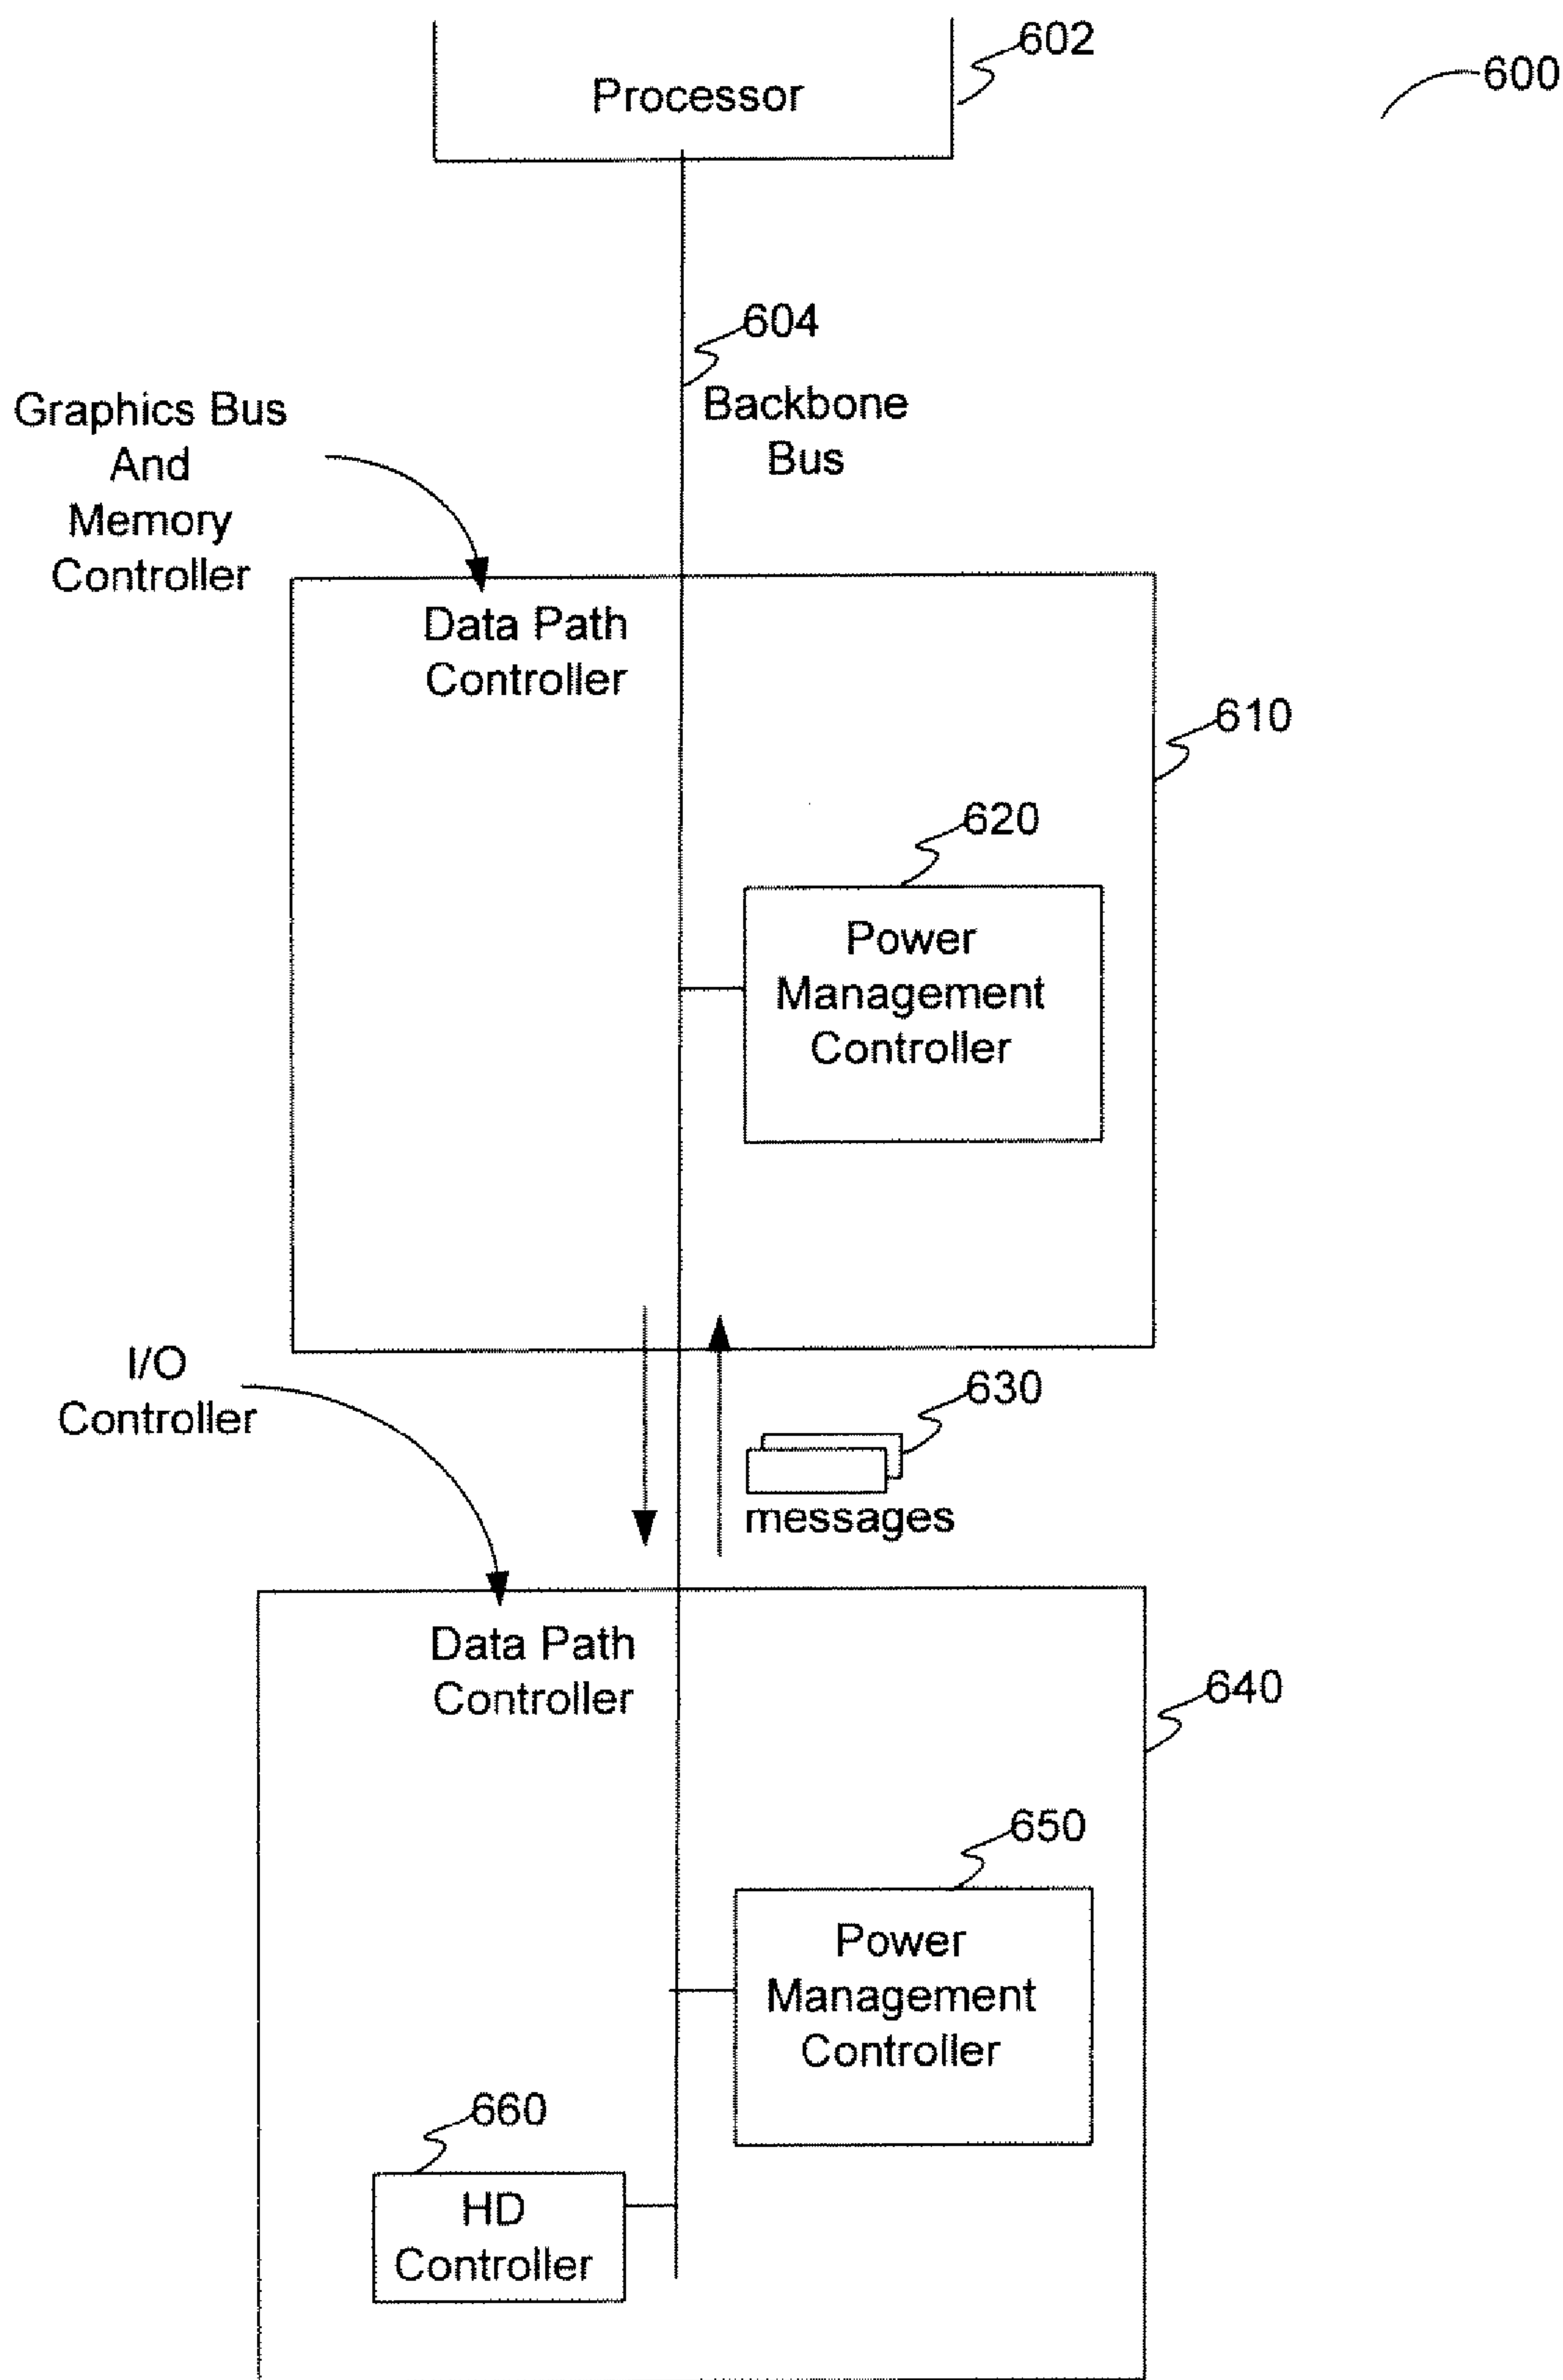 602
600
Processor
604
Graphics Bus
And
Memory
Controller
Backbone
Bus
Data Path
Controller
610
620
Power
Management
Controller
I/O
Controller
630
messages
Data Path
Controller
640
650
Power
Management
Controller
660
HD
Controller